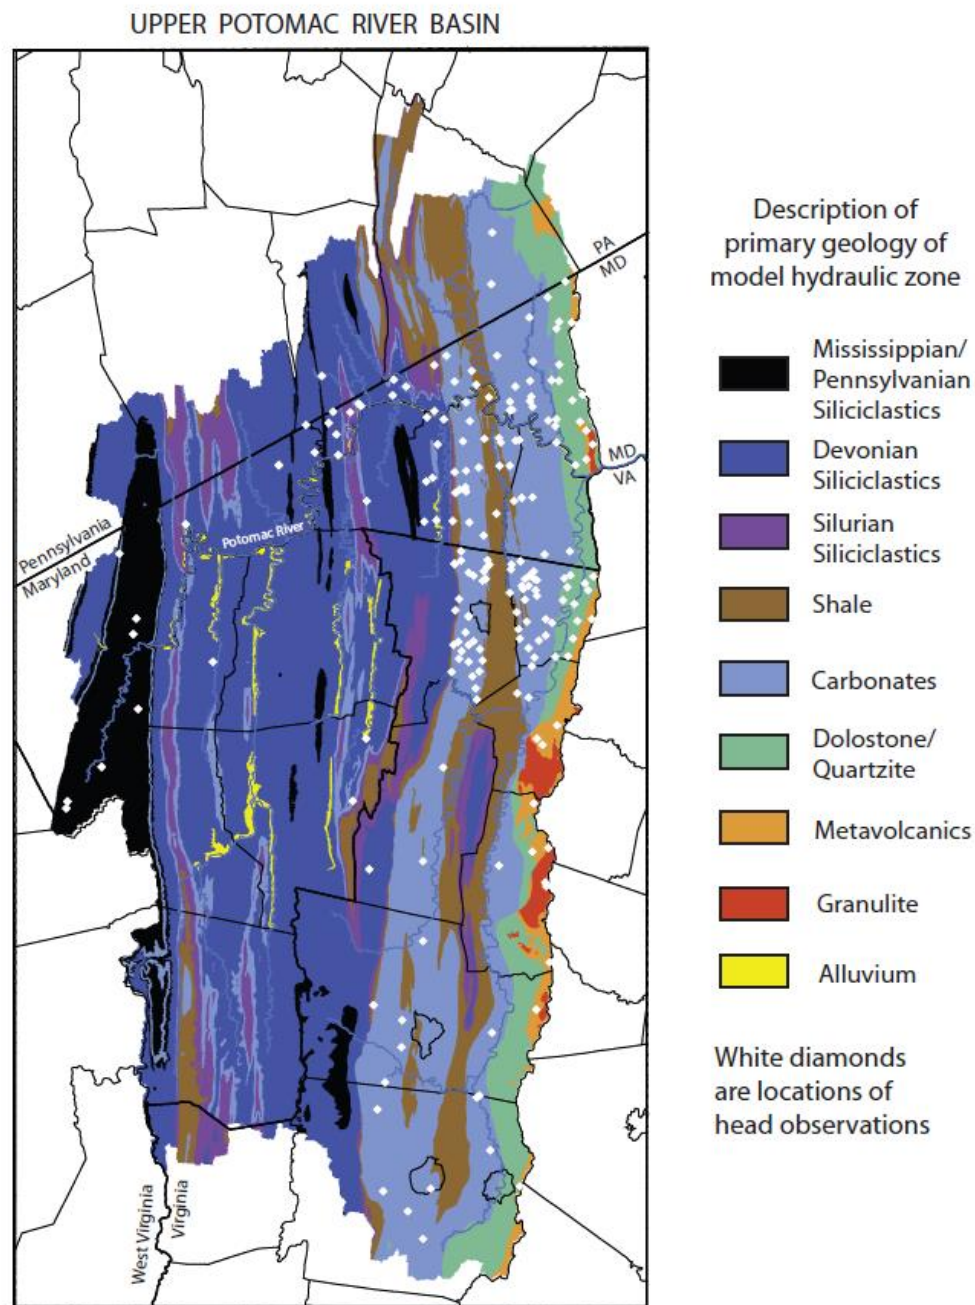 UPPER POTOMAC RIVER BASIN
PA
MD
MD
VA
Pennsylvania
Maryland
Potomac River
West Virginia
Virginia
Description of
primary geology of
model hydraulic zone
Mississippian/
Pennsylvanian
Siliciclastics
Devonian
Siliciclastics
Silurian
Siliciclastics
Shale
Carbonates
Dolostone/
Quartzite
Metavolcanics
Granulite
Alluvium
White diamonds
are locations of
head observations